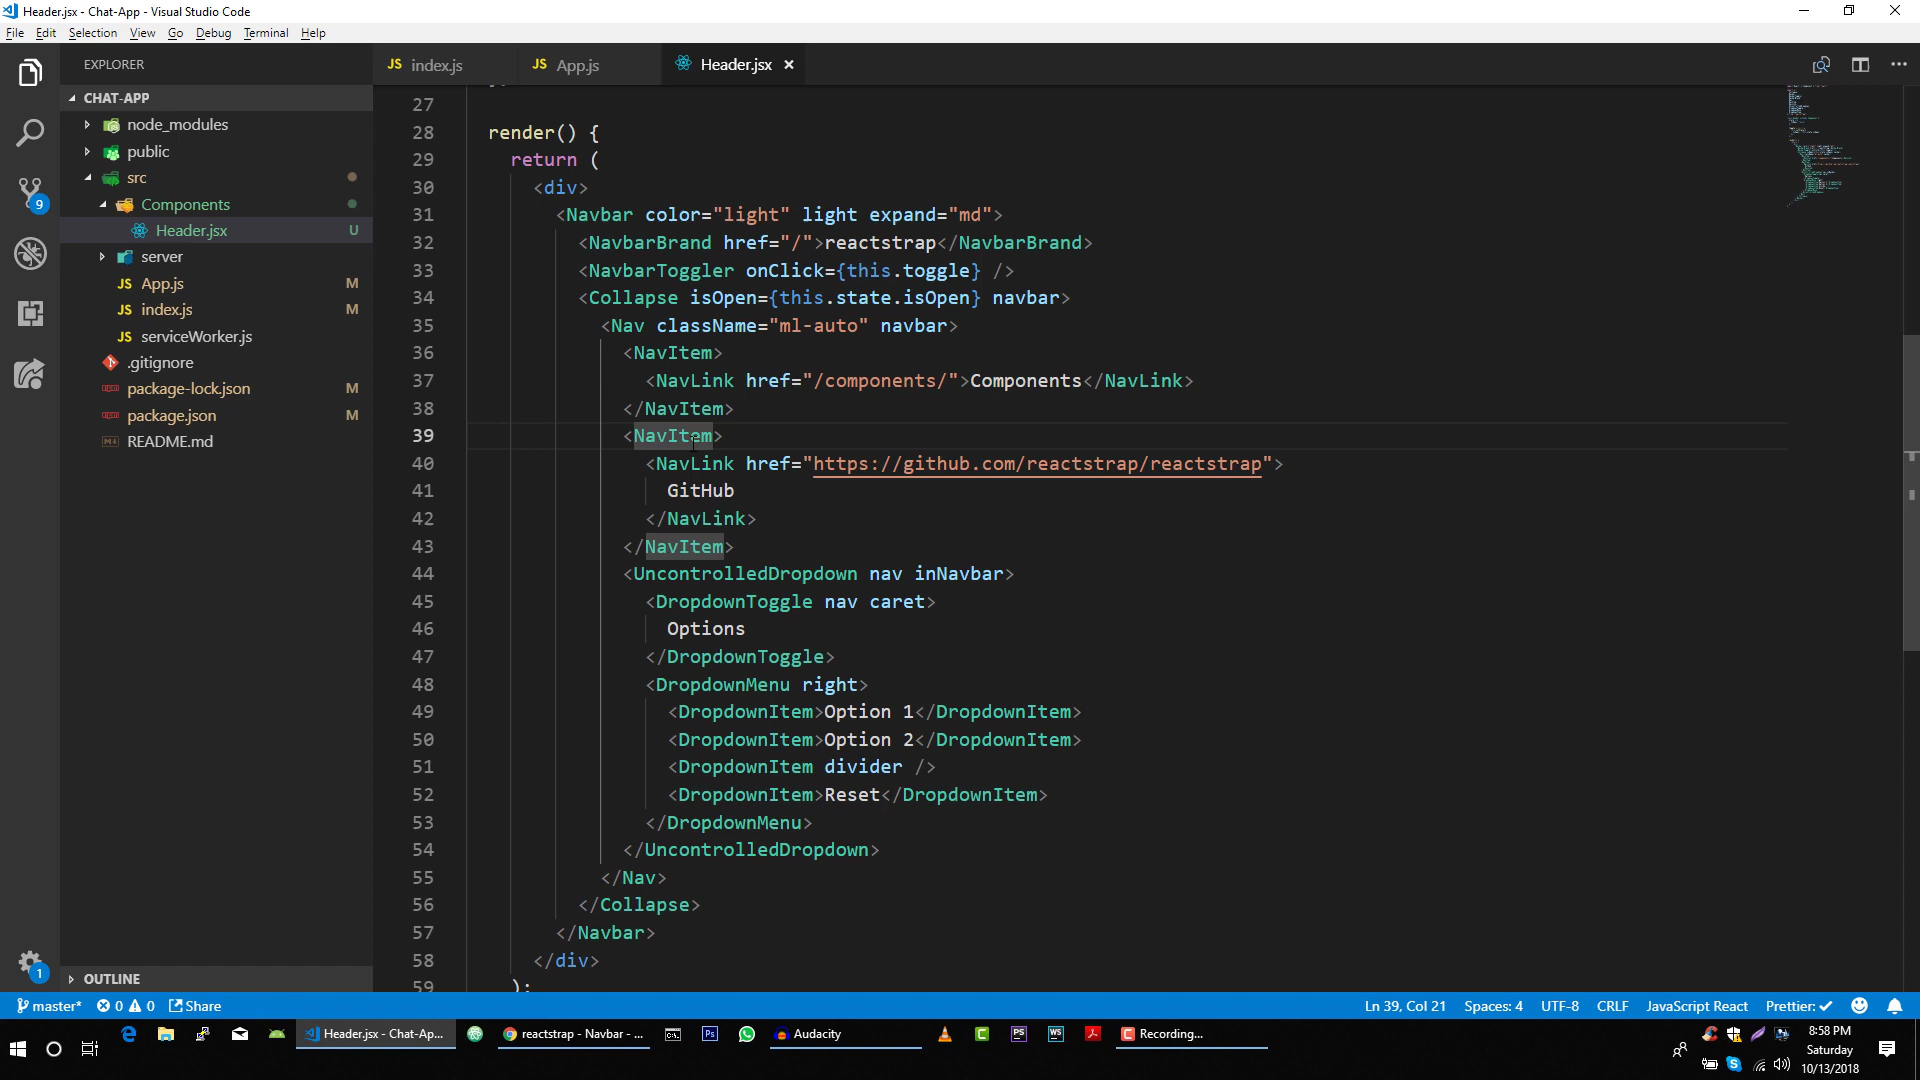 Header.jsx - Chat-App - Visual Studio Code
File Edit Selection View Go Debug Terminal Help
EXPLORER
JS index.js
JS App.js
Header.jsx ×
CHAT-APP
node_modules
public
src
Components
Header.jsx U
server
JS App.js M
JS index.js M
JS serviceWorker.js
.gitignore
package-lock.json M
package.json M
README.md
OUTLINE
9
1
27
28 render() {
29 return (
30 <div>
31 <Navbar color="light" light expand="md">
32 <NavbarBrand href="/">reactstrap</NavbarBrand>
33 <NavbarToggler onClick={this.toggle} />
34 <Collapse isOpen={this.state.isOpen} navbar>
35 <Nav className="ml-auto" navbar>
36 <NavItem>
37 <NavLink href="/components/">Components</NavLink>
38 </NavItem>
39 <NavItem>
40 <NavLink href="https://github.com/reactstrap/reactstrap">
41 GitHub
42 </NavLink>
43 </NavItem>
44 <UncontrolledDropdown nav inNavbar>
45 <DropdownToggle nav caret>
46 Options
47 </DropdownToggle>
48 <DropdownMenu right>
49 <DropdownItem>Option 1</DropdownItem>
50 <DropdownItem>Option 2</DropdownItem>
51 <DropdownItem divider />
52 <DropdownItem>Reset</DropdownItem>
53 </DropdownMenu>
54 </UncontrolledDropdown>
55 </Nav>
56 </Collapse>
57 </Navbar>
58 </div>
59 );
master* 0 0 Share
Ln 39, Col 21 Spaces: 4 UTF-8 CRLF JavaScript React Prettier: ✓
Header.jsx - Chat-Ap...
reactstrap - Navbar - ...
Ps
Audacity
PS
WS
Recording...
8:58 PM
Saturday
10/13/2018